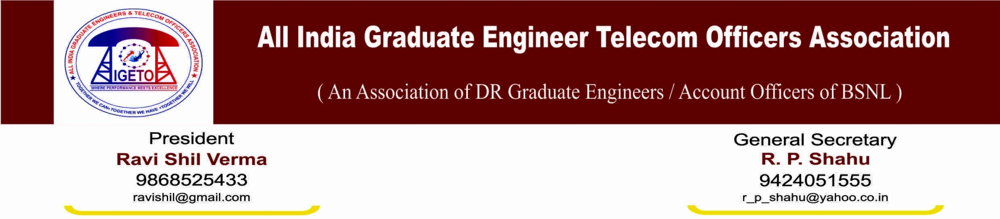 ALL INDIA GRADUATE ENGINEERS & TELECOM OFFICERS ASSOCIATION
IGETO
WHERE PERFORMANCE MEETS EXCELLENCE
★ TOGETHER WE CAN•TOGETHER WE HAVE •TOGETHER WE WILL ★
All India Graduate Engineer Telecom Officers Association
( An Association of DR Graduate Engineers / Account Officers of BSNL )
President
Ravi Shil Verma
9868525433
ravishil@gmail.com
General Secretary
R. P. Shahu
9424051555
r_p_shahu@yahoo.co.in